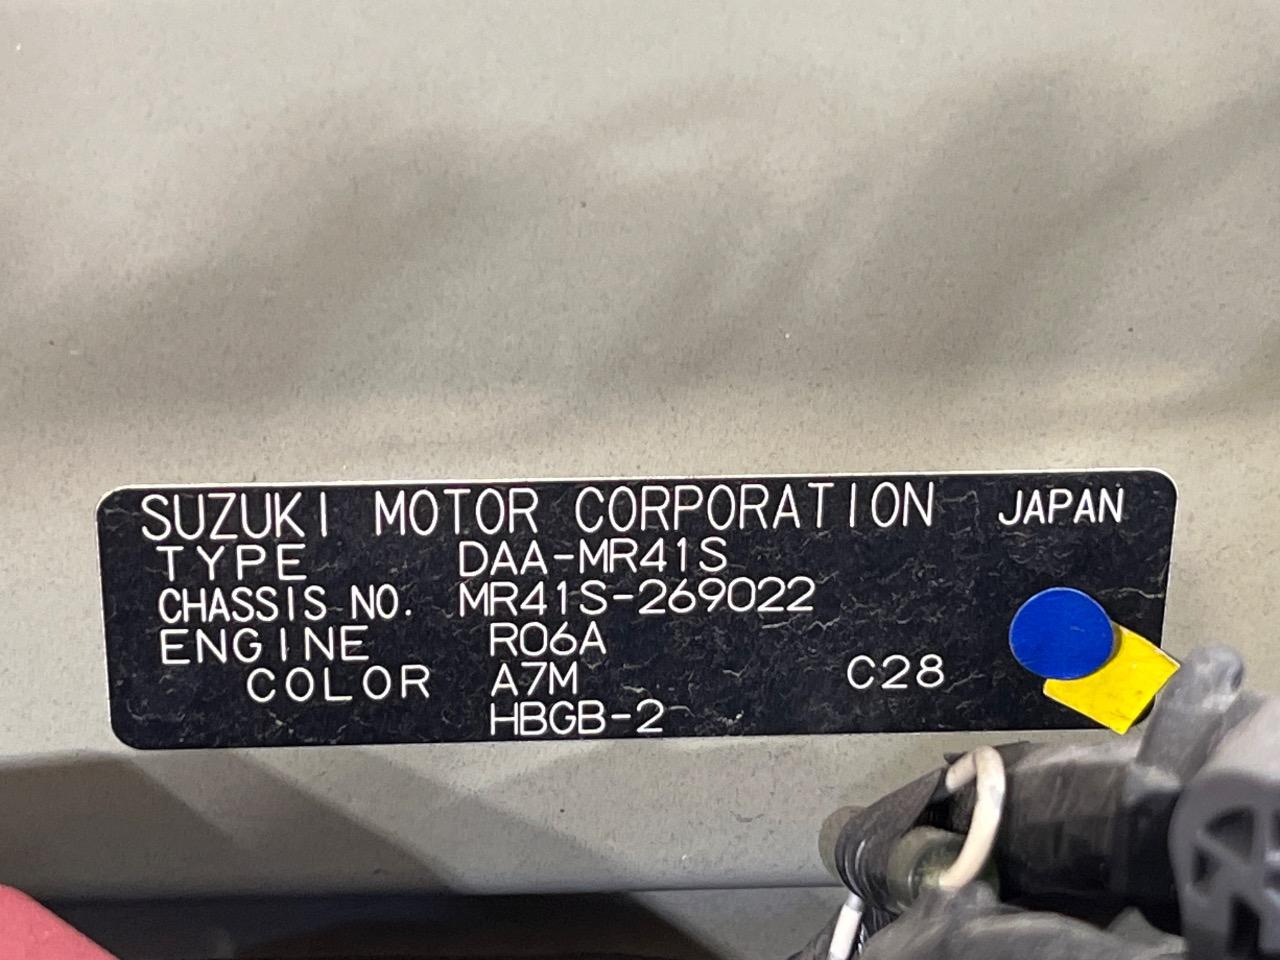 SUZUKI MOTOR CORPORATION JAPAN
TYPE DAA-MR41S
CHASSIS NO. MR41S-269022
ENGINE R06A
COLOR A7M C28
HBGB-2